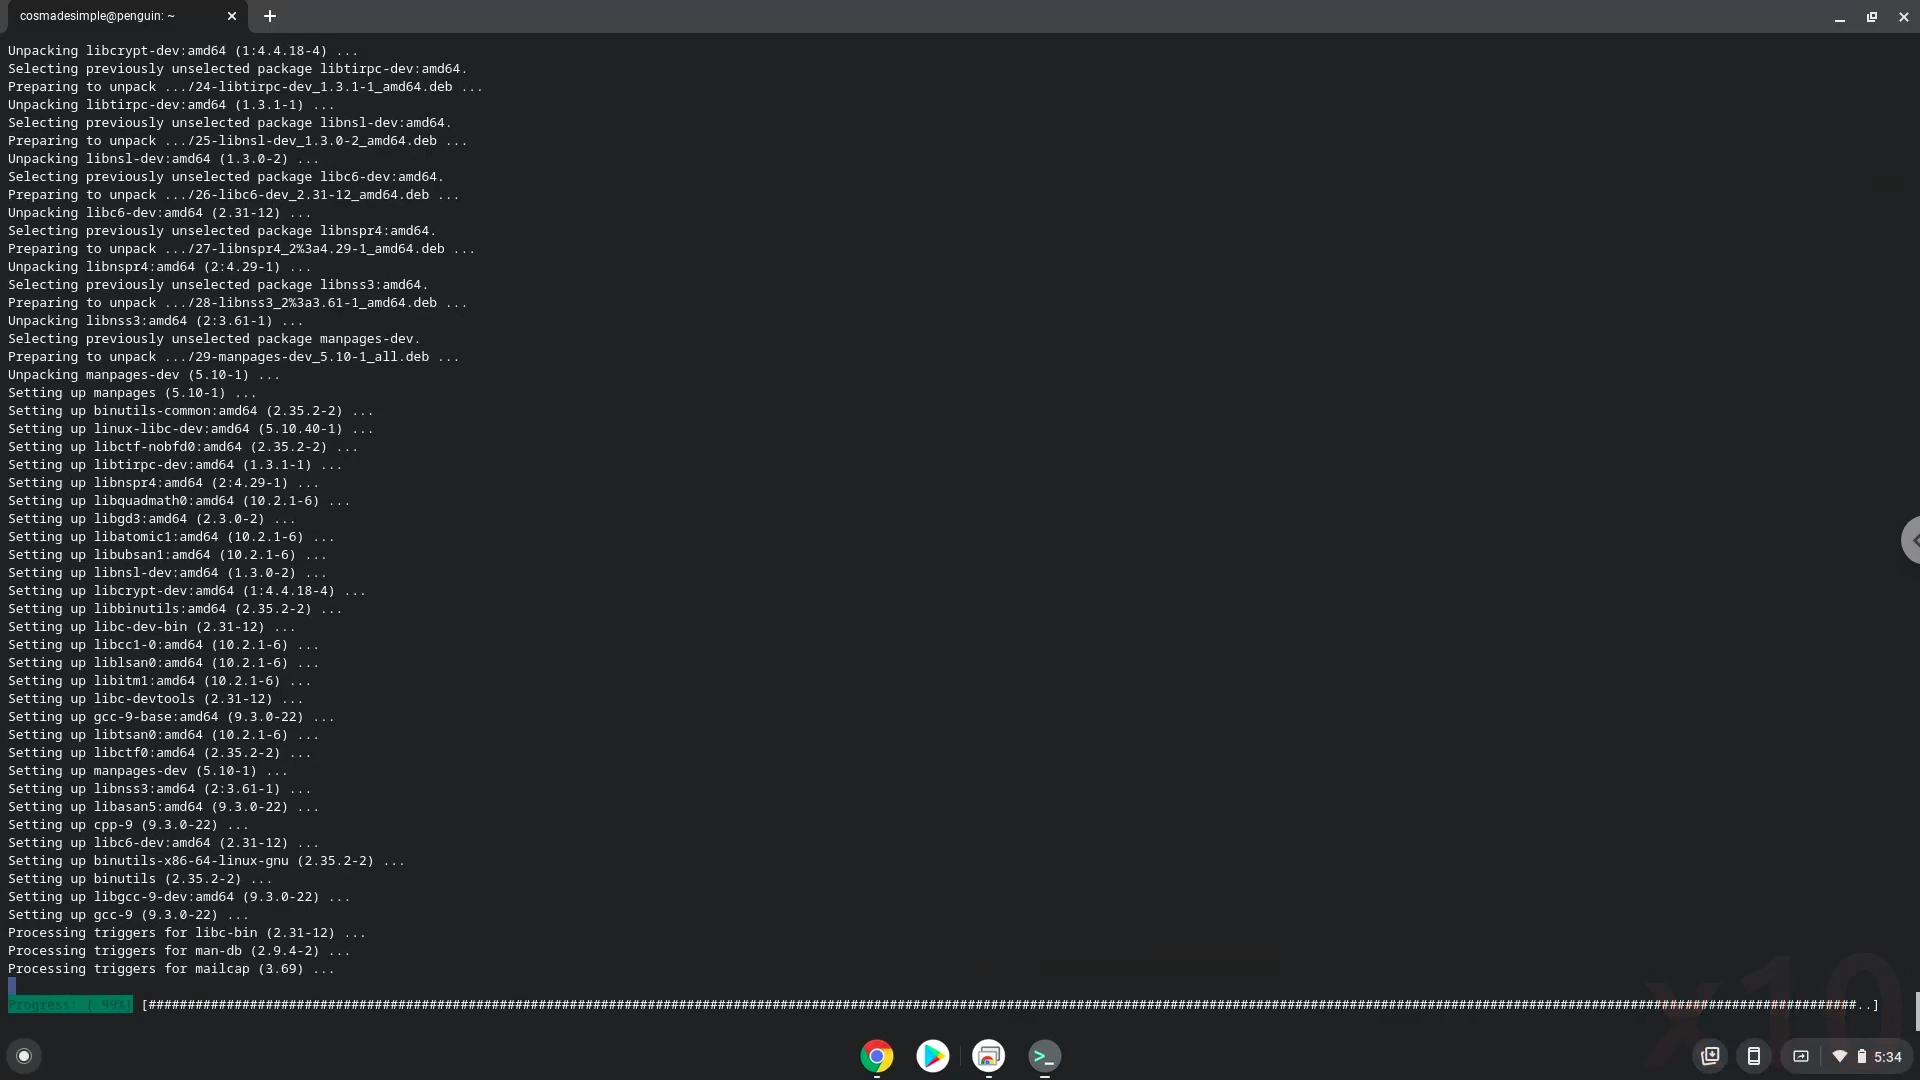 cosmadesimple@penguin: ~
Unpacking libcrypt-dev:amd64 (1:4.4.18-4) ...
Selecting previously unselected package libtirpc-dev:amd64.
Preparing to unpack .../24-libtirpc-dev_1.3.1-1_amd64.deb ...
Unpacking libtirpc-dev:amd64 (1.3.1-1) ...
Selecting previously unselected package libnsl-dev:amd64.
Preparing to unpack .../25-libnsl-dev_1.3.0-2_amd64.deb ...
Unpacking libnsl-dev:amd64 (1.3.0-2) ...
Selecting previously unselected package libc6-dev:amd64.
Preparing to unpack .../26-libc6-dev_2.31-12_amd64.deb ...
Unpacking libc6-dev:amd64 (2.31-12) ...
Selecting previously unselected package libnspr4:amd64.
Preparing to unpack .../27-libnspr4_2%3a4.29-1_amd64.deb ...
Unpacking libnspr4:amd64 (2:4.29-1) ...
Selecting previously unselected package libnss3:amd64.
Preparing to unpack .../28-libnss3_2%3a3.61-1_amd64.deb ...
Unpacking libnss3:amd64 (2:3.61-1) ...
Selecting previously unselected package manpages-dev.
Preparing to unpack .../29-manpages-dev_5.10-1_all.deb ...
Unpacking manpages-dev (5.10-1) ...
Setting up manpages (5.10-1) ...
Setting up binutils-common:amd64 (2.35.2-2) ...
Setting up linux-libc-dev:amd64 (5.10.40-1) ...
Setting up libctf-nobfd0:amd64 (2.35.2-2) ...
Setting up libtirpc-dev:amd64 (1.3.1-1) ...
Setting up libnspr4:amd64 (2:4.29-1) ...
Setting up libquadmath0:amd64 (10.2.1-6) ...
Setting up libgd3:amd64 (2.3.0-2) ...
Setting up libatomic1:amd64 (10.2.1-6) ...
Setting up libubsan1:amd64 (10.2.1-6) ...
Setting up libnsl-dev:amd64 (1.3.0-2) ...
Setting up libcrypt-dev:amd64 (1:4.4.18-4) ...
Setting up libbinutils:amd64 (2.35.2-2) ...
Setting up libc-dev-bin (2.31-12) ...
Setting up libcc1-0:amd64 (10.2.1-6) ...
Setting up liblsan0:amd64 (10.2.1-6) ...
Setting up libitm1:amd64 (10.2.1-6) ...
Setting up libc-devtools (2.31-12) ...
Setting up gcc-9-base:amd64 (9.3.0-22) ...
Setting up libtsan0:amd64 (10.2.1-6) ...
Setting up libctf0:amd64 (2.35.2-2) ...
Setting up manpages-dev (5.10-1) ...
Setting up libnss3:amd64 (2:3.61-1) ...
Setting up libasan5:amd64 (9.3.0-22) ...
Setting up cpp-9 (9.3.0-22) ...
Setting up libc6-dev:amd64 (2.31-12) ...
Setting up binutils-x86-64-linux-gnu (2.35.2-2) ...
Setting up binutils (2.35.2-2) ...
Setting up libgcc-9-dev:amd64 (9.3.0-22) ...
Setting up gcc-9 (9.3.0-22) ...
Processing triggers for libc-bin (2.31-12) ...
Processing triggers for man-db (2.9.4-2) ...
Processing triggers for mailcap (3.69) ...
Progress: [ 99%] [###########################################################################################################################################################################################################################..]
x10
5:34